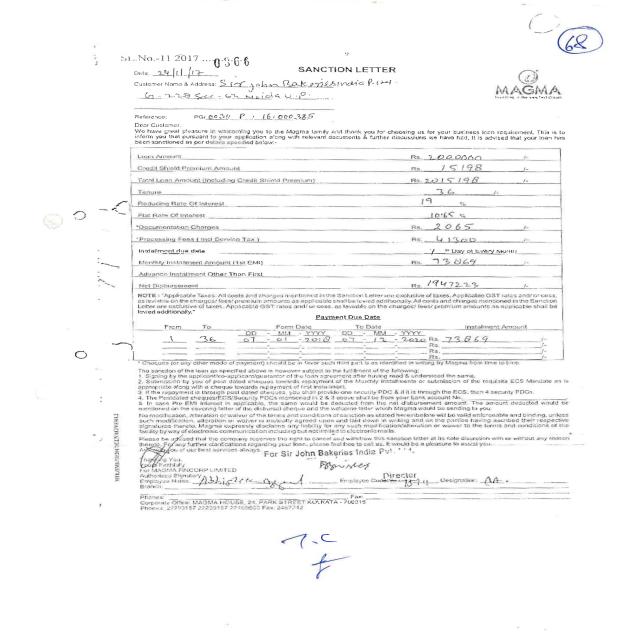 68
SL.No.-11 2017 .... 0366
Date: 24/11/17
SANCTION LETTER
Customer Name & Address: Sir John Bakeries India P. Ltd
G-228 Sec-63 Noida U.P.
MAGMA
Reference:
Dear Customer,
We have great pleasure in welcoming you to the Magma family and thank you for choosing us for your business loan requirement. This is to
inform you that pursuant to your application along with relevant documents & further discussions we have had, it is advised that your loan has
been sanctioned as per details specified below:-
Loan Amount Rs. 2000000 /-
Credit Shield Premium Amount Rs. 15198 /-
Total Loan Amount (Including Credit Shield Premium) Rs. 2015198 /-
Tenure 36 /-
Reducing Rate Of Interest 19 %
Flat Rate Of Interest 10.65 %
*Documentation Charges Rs. 2065 /-
*Processing Fees (Incl Service Tax) Rs. 41300 /-
Installment due date Day of Every Month
Monthly Installment Amount (1st EMI) Rs. 73869 /-
Advance Installment Other Than First
Net Disbursement Rs. 1947223 /-
NOTE : "Applicable Taxes. All costs and charges mentioned in the Sanction Letter are exclusive of taxes. Applicable GST rates and/or cess,
as leviable on the charges/ fees/ premium amounts as applicable shall be levied additionally. All costs and charges mentioned in the Sanction
Letter are exclusive of taxes. Applicable GST rates and/ or cess, as leviable on the charges/ fees/ premium amounts as applicable shall be
levied additionally."
Payment Due Date
From To Form Date To Date Instalment Amount
DD MM YYYY DD MM YYYY
1 36 07 01 2018 07 12 2020 Rs. 73869 /-
Rs. /-
Rs. /-
Rs. /-
* Cheques (or any other mode of payment) should be in favor such third part is as identified in writing by Magma from time to time.
The sanction of the loan as specified above is however subject to the fulfillment of the following:
1. Signing by the applicant/co-applicant/guarantor of the loan agreement after having read & understood the same.
2. Submission by you of post dated cheques towards repayment of the Monthly Installments or submission of the requisite ECS Mandate as is
appropriate along with a cheque towards repayment of first instalment.
3. If the repayment is through post dated cheques, you shall provide one security PDC & if it is through the ECS, then 4 security PDCs.
4. The Postdated cheques/ECS/Security PDCs mentioned in 2 & 3 above shall be from your bank account No.
5. In case Pre EMI interest is applicable, the same would be deducted from the net disbursement amount. The amount deducted would be
mentioned on the covering letter of the disbursal cheque and the welcome letter which Magma would be sending to you.
No modification, Alteration or waiver of the terms and conditions of sanction as stated hereinbefore will be valid enforceable and binding, unless
such modification, alteration or waiver is mutually agreed upon and laid down in writing and on the parties having ascribed their respective
signatures thereto. Magma expressly disclaims any liability for any such modification/alteration or waiver to the terms and conditions of the
facility by way of electronic communication including but not limited to electronic mails.
Please be advised that the company reserves the right to cancel and withdraw this sanction letter at its sole discretion with or without any reason
thereto. For any further clarifications regarding your loan, please feel free to call us. It would be a pleasure to assist you.
Assuring you of our best services always.
For Sir John Bakeries India Pvt.
Thanking You,
Yours Faithfully
For MAGMA FINCORP LIMITED
Authorised Signatory
Director
Employee Name: Employee Code: Designation:
Branch:
Phones: Fax:
Corporate Office: MAGMA HOUSE, 24, PARK STREET KOLKATA - 700016
T.C